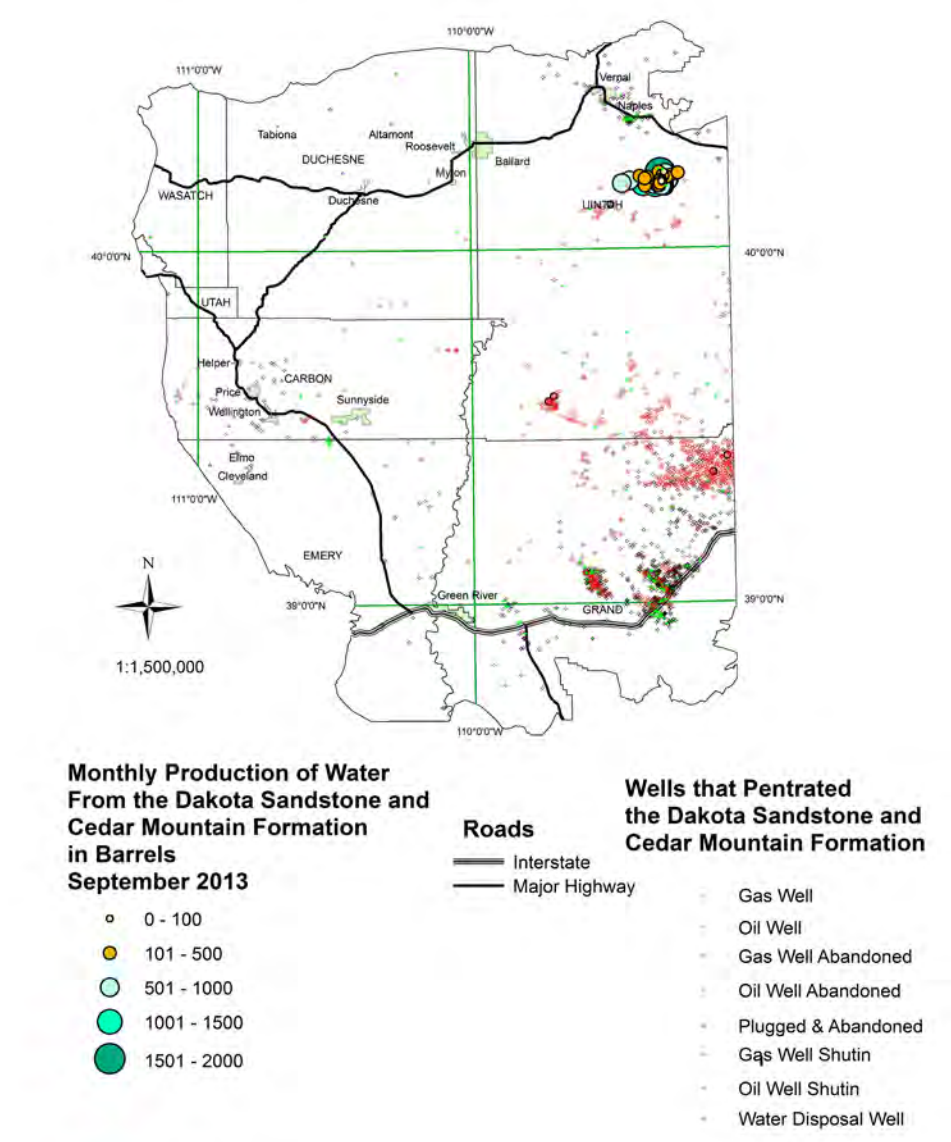 110°0'0"W
111°0'0"W
Vernal
Naples
Tabiona
Altamont
Roosevelt
DUCHESNE
Ballard
Myton
WASATCH
Duchesne
UINTAH
40°0'0"N
40°0'0"N
UTAH
Helper
CARBON
Price
Sunnyside
Wellington
Elmo
Cleveland
111°0'0"W
EMERY
N
Green River
39°0'0"N
GRAND
39°0'0"N
1:1,500,000
110°0'0"W
Monthly Production of Water
From the Dakota Sandstone and
Cedar Mountain Formation
in Barrels
September 2013
0 - 100
101 - 500
501 - 1000
1001 - 1500
1501 - 2000
Roads
Interstate
Major Highway
Wells that Pentrated
the Dakota Sandstone and
Cedar Mountain Formation
Gas Well
Oil Well
Gas Well Abandoned
Oil Well Abandoned
Plugged & Abandoned
Gas Well Shutin
Oil Well Shutin
Water Disposal Well